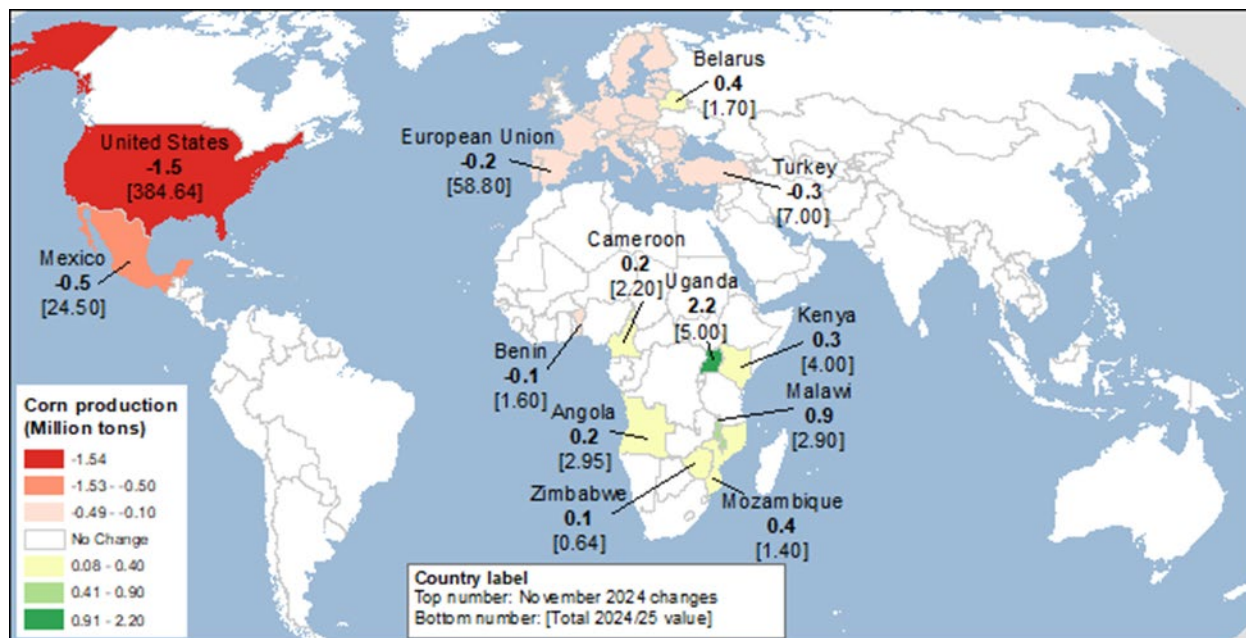 Belarus
0.4
[1.70]
United States
-1.5
[384.64]
European Union
-0.2
[58.80]
Turkey
-0.3
[7.00]
Mexico
-0.5
[24.50]
Cameroon
0.2
[2.20]
Uganda
2.2
[5.00]
Kenya
0.3
[4.00]
Benin
-0.1
[1.60]
Malawi
0.9
[2.90]
Angola
0.2
[2.95]
Zimbabwe
0.1
[0.64]
Mozambique
0.4
[1.40]
Corn production
(Million tons)
-1.54
-1.53 - -0.50
-0.49 - -0.10
No Change
0.08 - 0.40
0.41 - 0.90
0.91 - 2.20
Country label
Top number: November 2024 changes
Bottom number: [Total 2024/25 value]